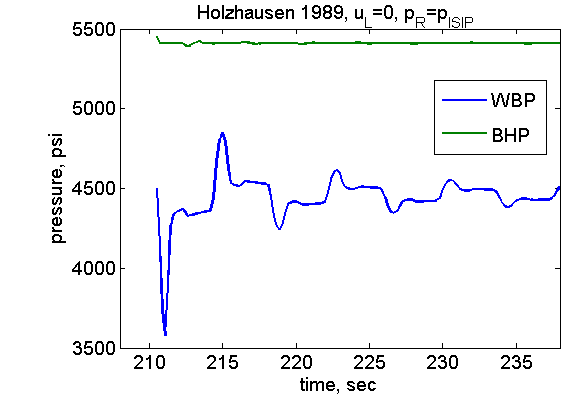 Holzhausen 1989, u_L=0, p_R=p_ISIP
5500
5000
4500
4000
3500
pressure, psi
WBP
BHP
210 215 220 225 230 235
time, sec